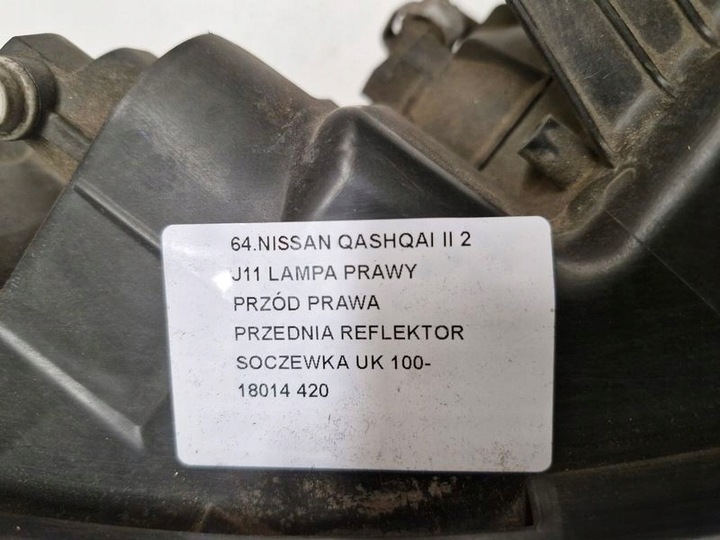 64.NISSAN QASHQAI II 2
J11 LAMPA PRAWY
PRZÓD PRAWA
PRZEDNIA REFLEKTOR
SOCZEWKA UK 100-
18014 420